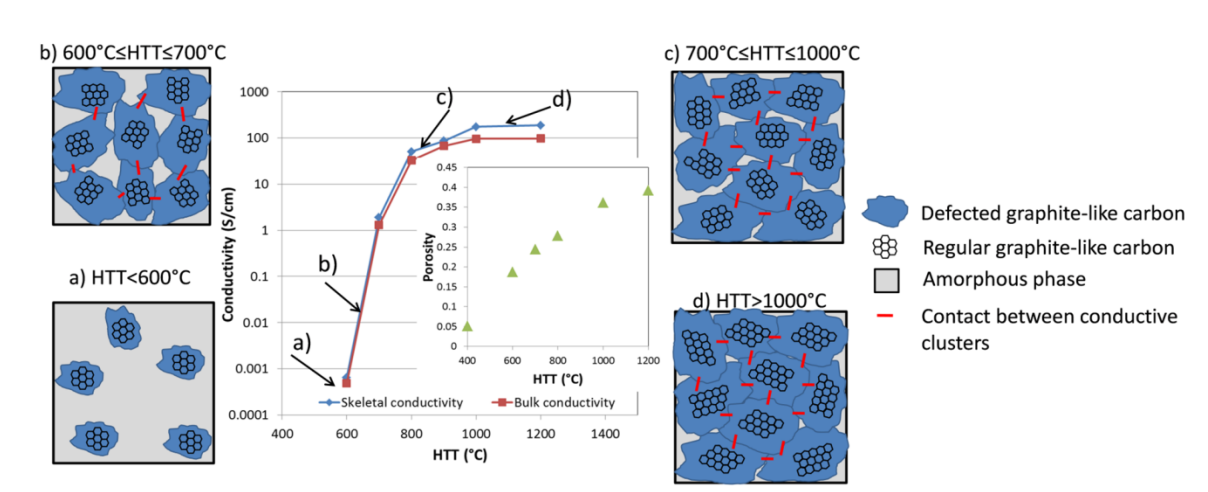 b) 600°C≤HTT≤700°C
c) 700°C≤HTT≤1000°C
a) HTT<600°C
d) HTT>1000°C
Conductivity (S/cm)
1000
100
10
1
0.1
0.01
0.001
0.0001
400
600
800
1000
1200
1400
HTT (°C)
a)
b)
c)
d)
Skeletal conductivity
Bulk conductivity
Porosity
0.45
0.4
0.35
0.3
0.25
0.2
0.15
0.1
0.05
0
400
600
800
1000
1200
HTT (°C)
Defected graphite-like carbon
Regular graphite-like carbon
Amorphous phase
Contact between conductive
clusters